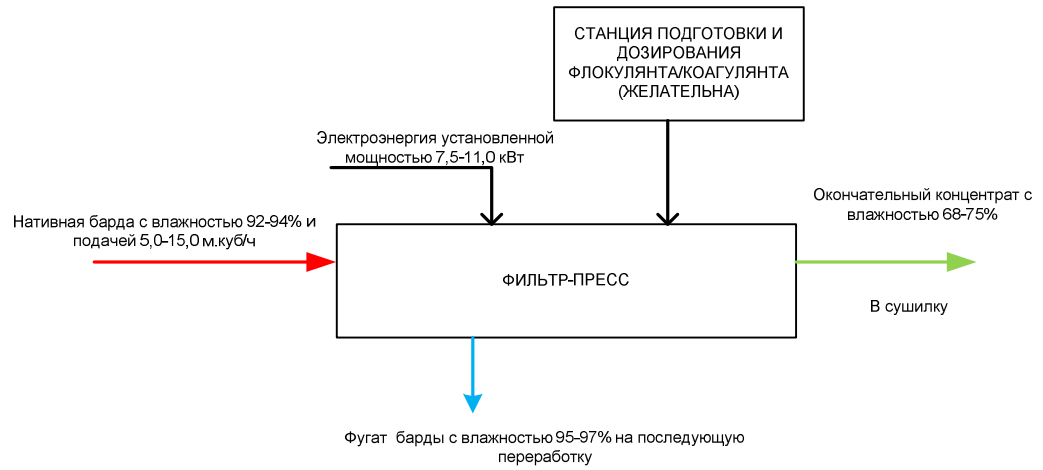 СТАНЦИЯ ПОДГОТОВКИ И
ДОЗИРОВАНИЯ
ФЛОКУЛЯНТА/КОАГУЛЯНТА
(ЖЕЛАТЕЛЬНА)
Электроэнергия установленной
мощностью 7,5-11,0 кВт
Окончательный концентрат с
влажностью 68-75%
Нативная барда с влажностью 92-94% и
подачей 5,0-15,0 м.куб/ч
ФИЛЬТР-ПРЕСС
В сушилку
Фугат барды с влажностью 95-97% на последующую
переработку